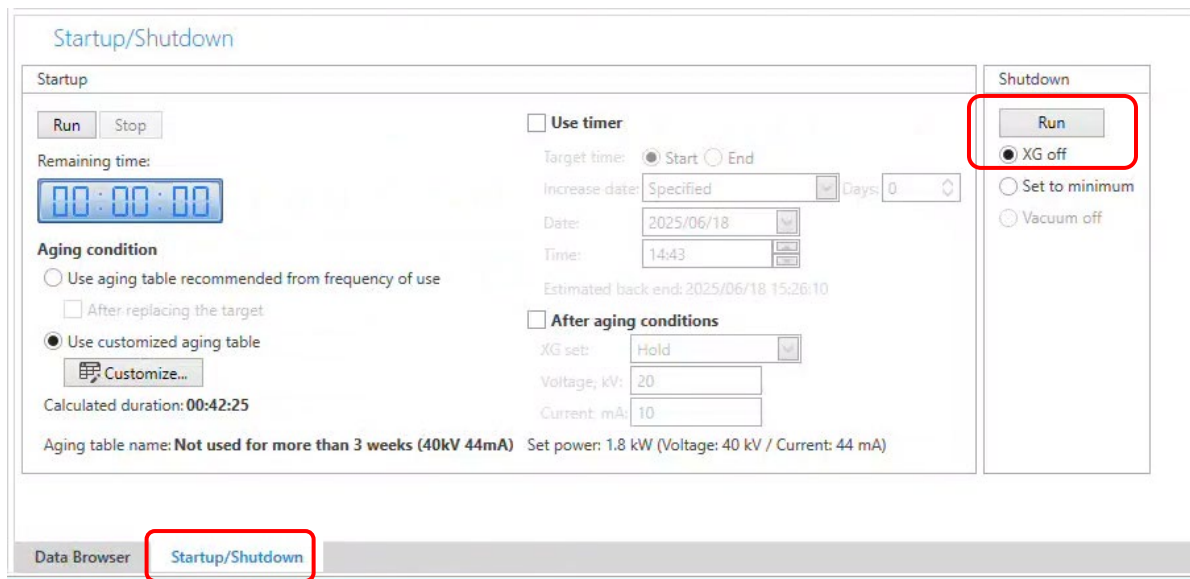 Startup/Shutdown
Startup
Run Stop
Remaining time:
00:00:00
Aging condition
Use aging table recommended from frequency of use
After replacing the target
Use customized aging table
Customize...
Calculated duration: 00:42:25
Aging table name: Not used for more than 3 weeks (40kV 44mA)
Use timer
Target time: Start End
Increase date: Specified Days: 0
Date: 2025/06/18
Time: 14:43
Estimated back end: 2025/06/18 15:26:10
After aging conditions
XG set: Hold
Voltage, kV: 20
Current: mA: 10
Set power: 1.8 kW (Voltage: 40 kV / Current: 44 mA)
Shutdown
Run
XG off
Set to minimum
Vacuum off
Data Browser Startup/Shutdown